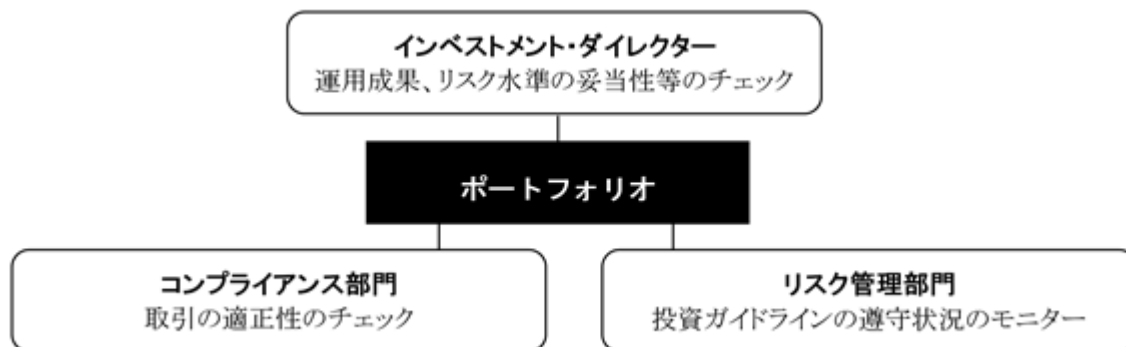 インベストメント・ダイレクター
運用成果、リスク水準の妥当性等のチェック
ポートフォリオ
コンプライアンス部門
取引の適正性のチェック
リスク管理部門
投資ガイドラインの遵守状況のモニター